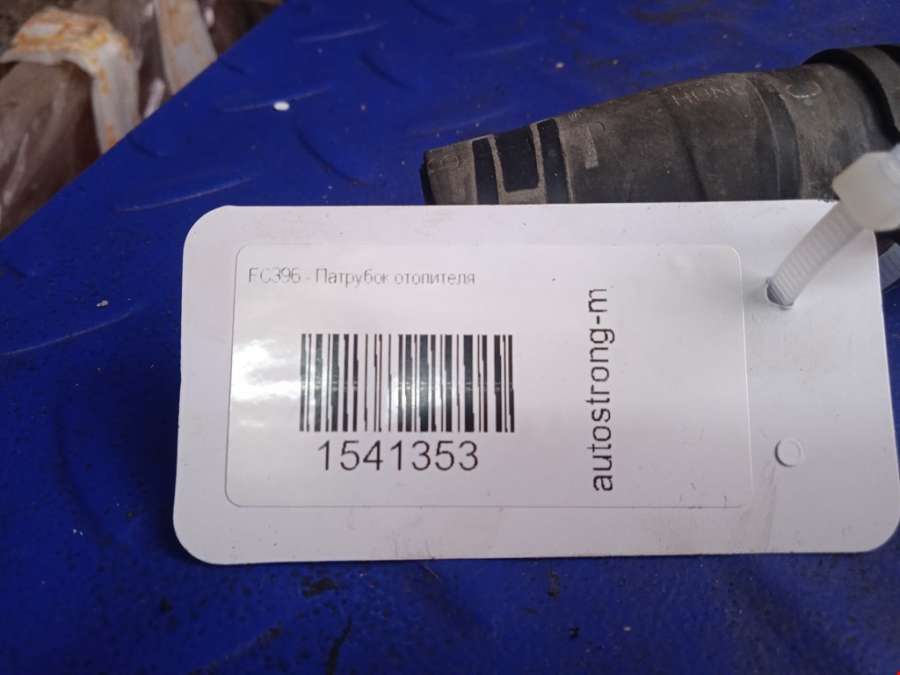 FC396 - Патрубок отопителя
1541353
autostrong-m